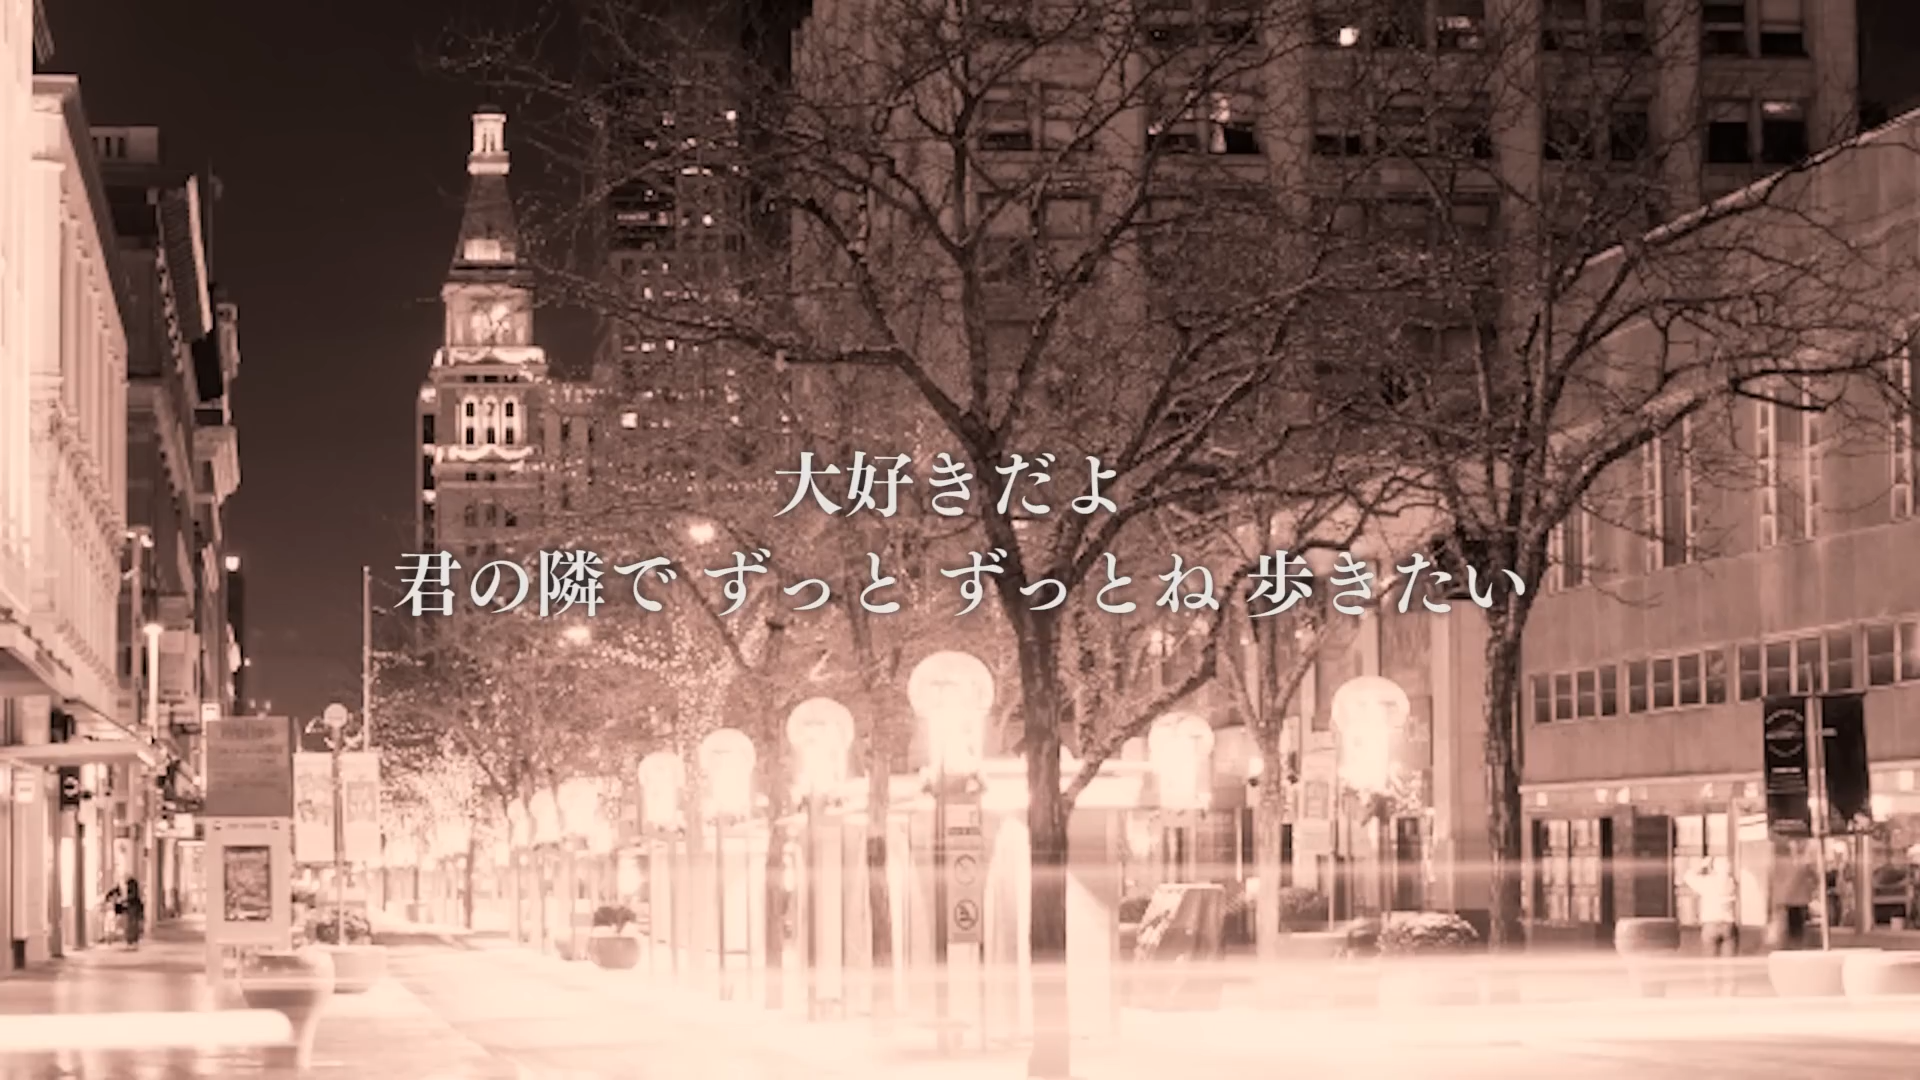 大好きだよ
君の隣で ずっと ずっとね 歩きたい